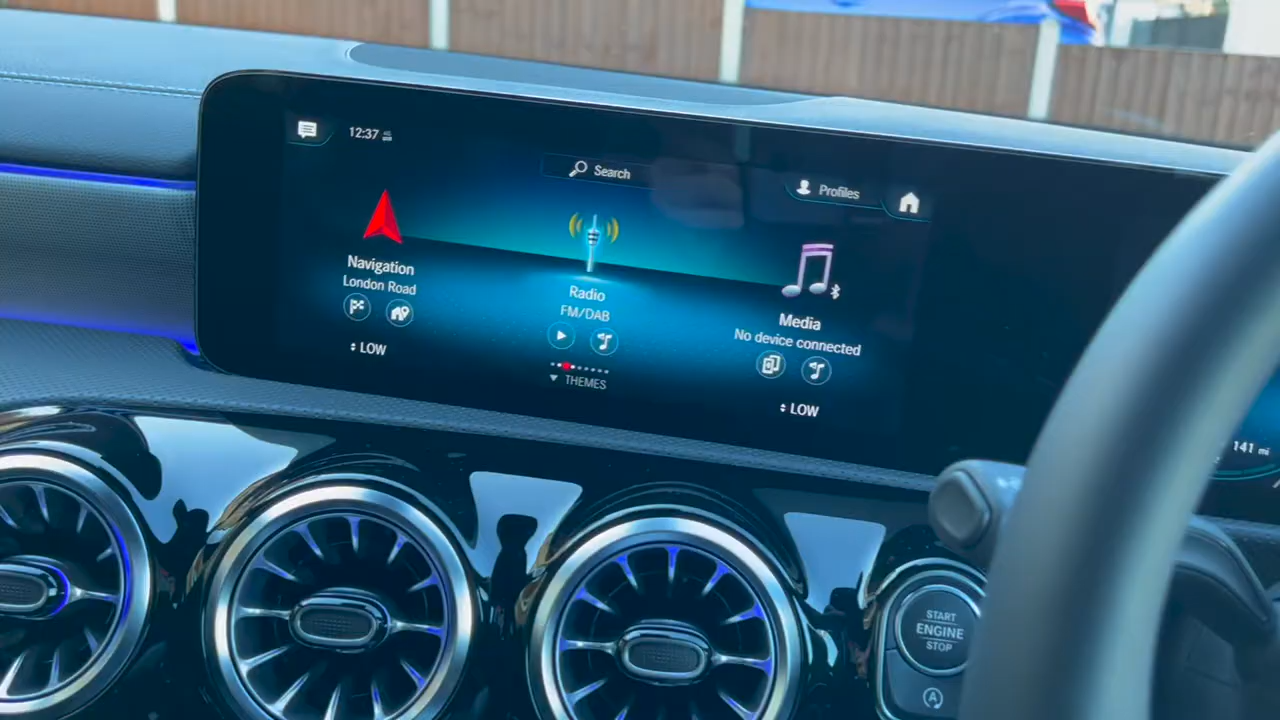 12:37
Search
Profiles
Navigation
London Road
LOW
Radio
FM/DAB
THEMES
Media
No device connected
LOW
141 mi
START
ENGINE
STOP
A